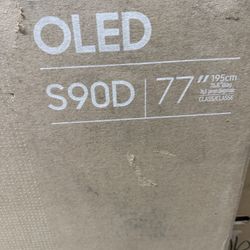 OLED
S90D 77" 195cm
CLASS/CLASSE